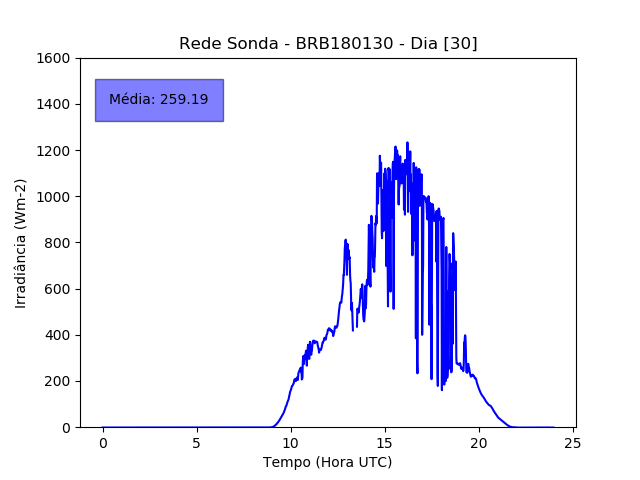 Rede Sonda - BRB180130 - Dia [30]
1600
1400
1200
1000
800
600
400
200
0
Irradiância (Wm-2)
Média: 259.19
0 5 10 15 20 25
Tempo (Hora UTC)